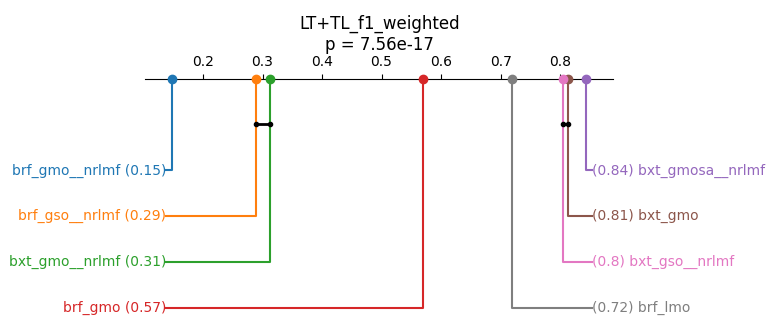 LT+TL_f1_weighted
p = 7.56e-17
0.2 0.3 0.4 0.5 0.6 0.7 0.8
brf_gmo__nrlmf (0.15) (0.84) bxt_gmosa__nrlmf
brf_gso__nrlmf (0.29) (0.81) bxt_gmo
bxt_gmo__nrlmf (0.31) (0.8) bxt_gso__nrlmf
brf_gmo (0.57) (0.72) brf_lmo